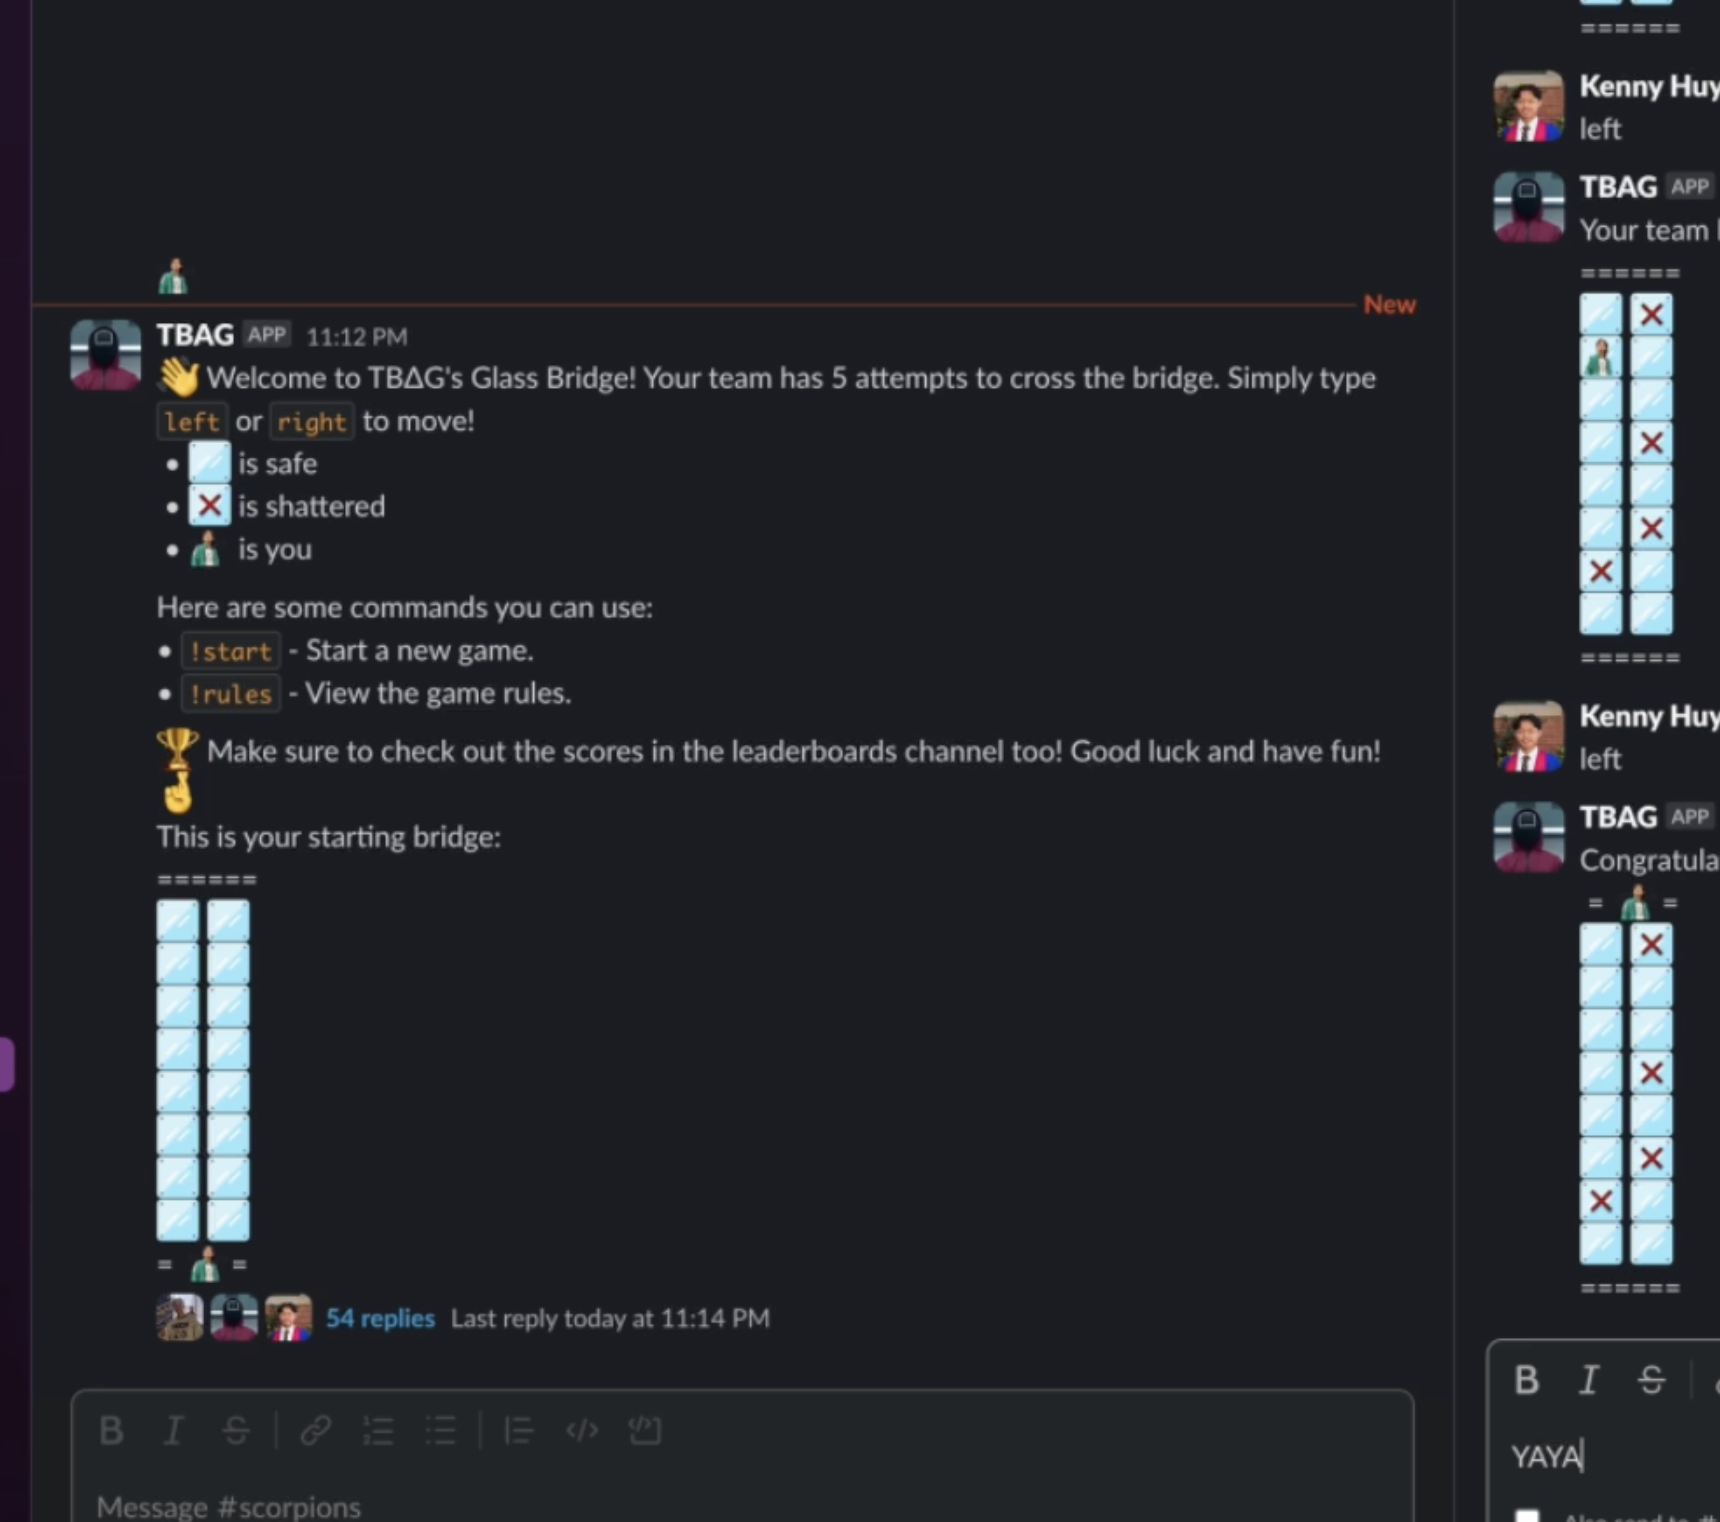 New
TBAG APP 11:12 PM
Welcome to TBΔG's Glass Bridge! Your team has 5 attempts to cross the bridge. Simply type
left or right to move!
• is safe
• is shattered
• is you
Here are some commands you can use:
• !start - Start a new game.
• !rules - View the game rules.
Make sure to check out the scores in the leaderboards channel too! Good luck and have fun!
This is your starting bridge:
======
= =
54 replies Last reply today at 11:14 PM
B I S
Message #scorpions
======
Kenny Huy
left
TBAG APP
Your team
======
======
Kenny Huy
left
TBAG APP
Congratula
= =
======
B I S
YAYA